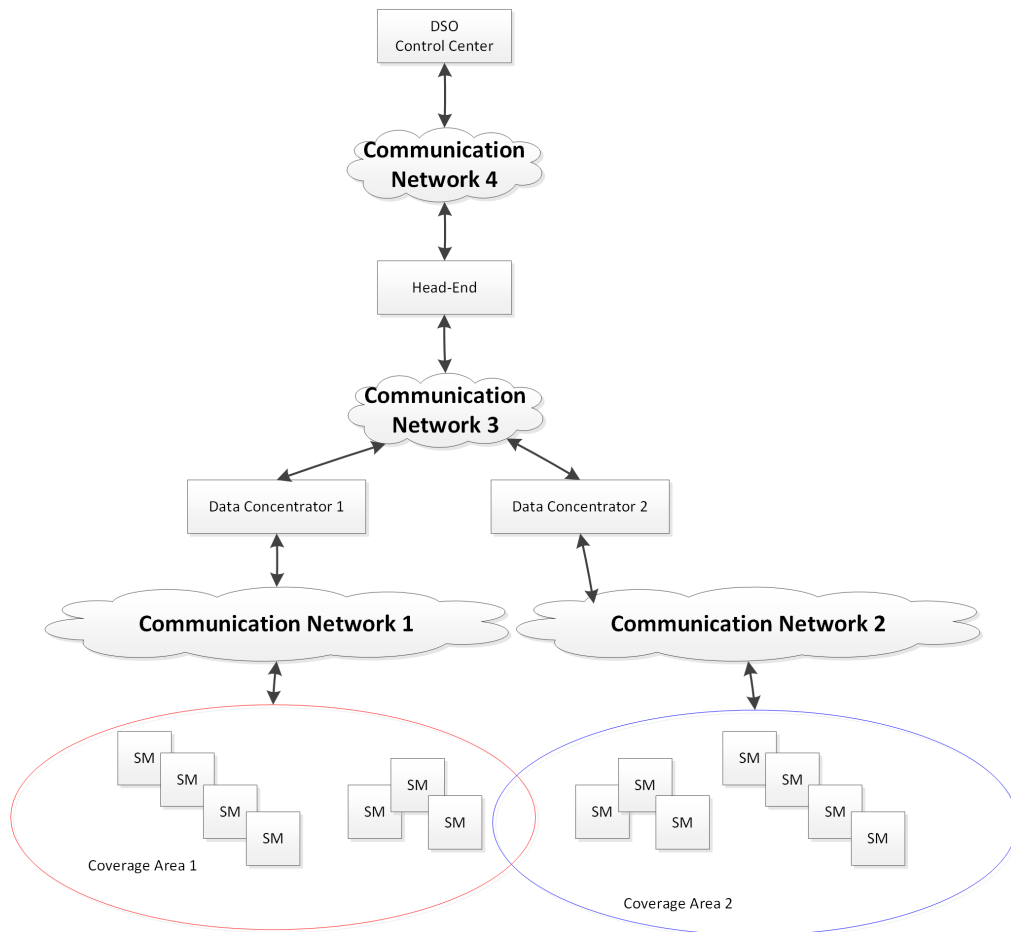 DSO
Control Center
Communication
Network 4
Head-End
Communication
Network 3
Data Concentrator 1
Data Concentrator 2
Communication Network 1
Communication Network 2
SM
SM
SM
SM
SM
SM
SM
Coverage Area 1
SM
SM
SM
SM
SM
SM
SM
Coverage Area 2